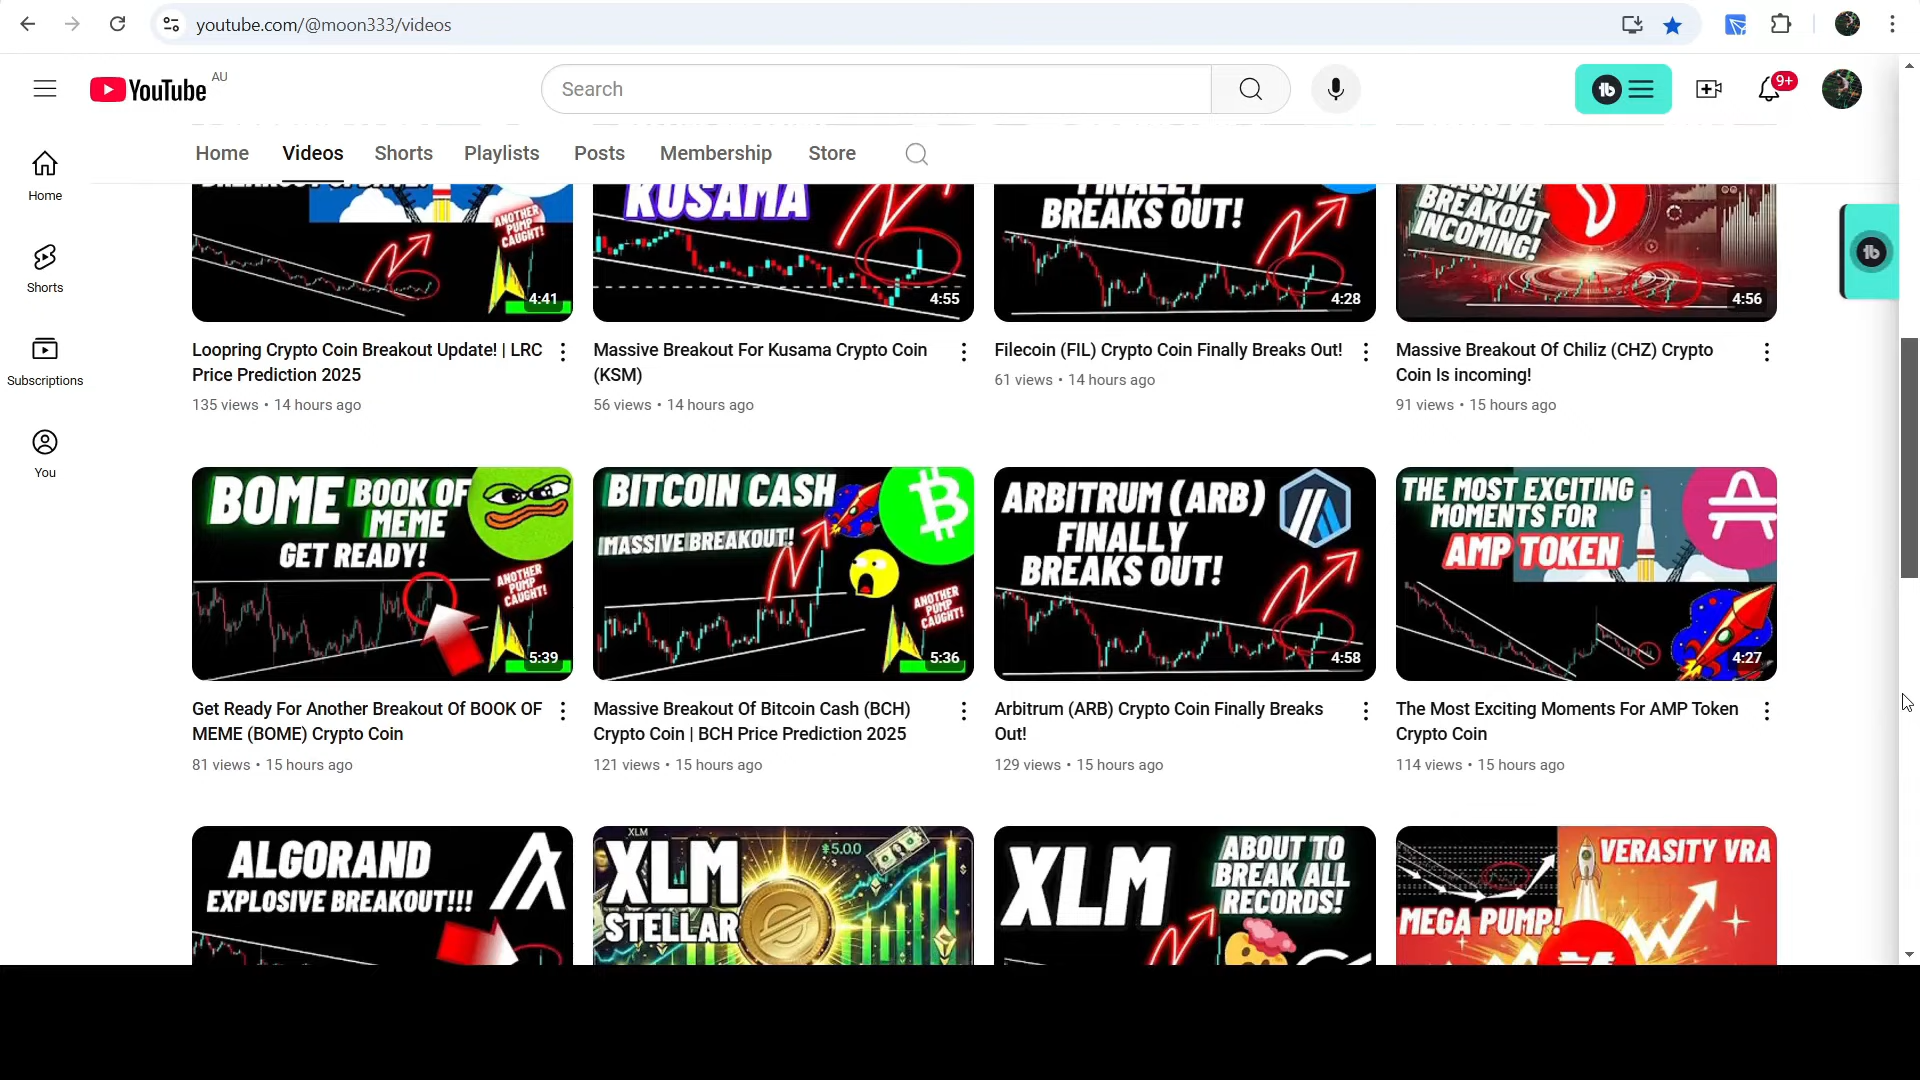 youtube.com/@moon333/videos
YouTube
AU
Search
9+
Home
Videos
Shorts
Playlists
Posts
Membership
Store
Home
Shorts
Subscriptions
You
ANOTHER
PUMP
CAUGHT!
4:41
KUSAMA
4:55
FINALLY
BREAKS OUT!
4:28
MASSIVE
BREAKOUT
INCOMING!
4:56
Loopring Crypto Coin Breakout Update! | LRC
Price Prediction 2025
135 views • 14 hours ago
Massive Breakout For Kusama Crypto Coin
(KSM)
56 views • 14 hours ago
Filecoin (FIL) Crypto Coin Finally Breaks Out!
61 views • 14 hours ago
Massive Breakout Of Chiliz (CHZ) Crypto
Coin Is incoming!
91 views • 15 hours ago
BOME BOOK OF
MEME
GET READY!
ANOTHER
PUMP
CAUGHT!
5:39
BITCOIN CASH
MASSIVE BREAKOUT!
ANOTHER
PUMP
CAUGHT!
5:36
ARBITRUM (ARB)
FINALLY
BREAKS OUT!
4:58
THE MOST EXCITING
MOMENTS FOR
AMP TOKEN
4:27
Get Ready For Another Breakout Of BOOK OF
MEME (BOME) Crypto Coin
81 views • 15 hours ago
Massive Breakout Of Bitcoin Cash (BCH)
Crypto Coin | BCH Price Prediction 2025
121 views • 15 hours ago
Arbitrum (ARB) Crypto Coin Finally Breaks
Out!
129 views • 15 hours ago
The Most Exciting Moments For AMP Token
Crypto Coin
114 views • 15 hours ago
ALGORAND
EXPLOSIVE BREAKOUT!!!
XLM
XLM
STELLAR
XLM
ABOUT TO
BREAK ALL
RECORDS!
VERASITY VRA
MEGA PUMP!